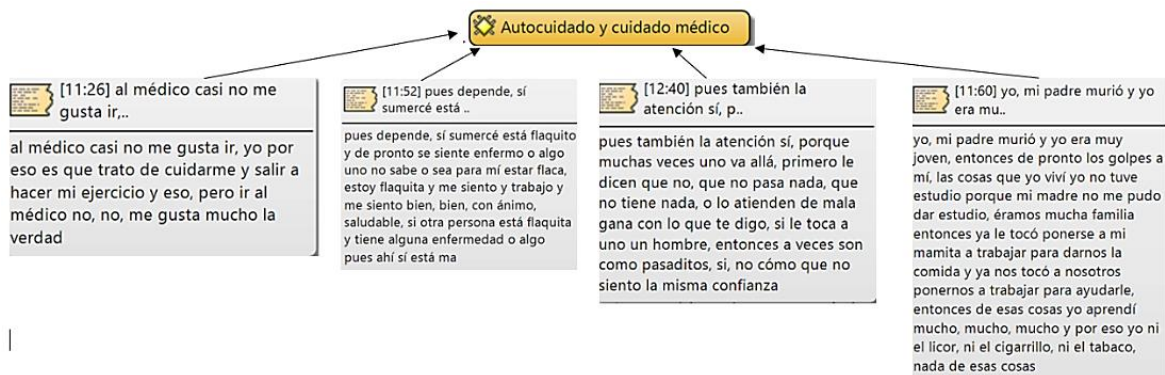 Autocuidado y cuidado médico
[11:26] al médico casi no me
gusta ir,..
al médico casi no me gusta ir, yo por
eso es que trato de cuidarme y salir a
hacer mi ejercicio y eso, pero ir al
médico no, no, me gusta mucho la
verdad
[11:52] pues depende, sí
sumercé está ..
pues depende, sí sumercé está flaquito
y de pronto se siente enfermo o algo
uno no sabe o sea para mí estar flaca,
estoy flaquita y me siento y trabajo y
me siento bien, bien, con ánimo,
saludable, si otra persona está flaquita
y tiene alguna enfermedad o algo
pues ahí sí está ma
[12:40] pues también la
atención sí, p..
pues también la atención sí, porque
muchas veces uno va allá, primero le
dicen que no, que no pasa nada, que
no tiene nada, o lo atienden de mala
gana con lo que te digo, si le toca a
uno un hombre, entonces a veces son
como pasaditos, si, no cómo que no
siento la misma confianza
[11:60] yo, mi padre murió y yo
era mu..
yo, mi padre murió y yo era muy
joven, entonces de pronto los golpes a
mí, las cosas que yo viví yo no tuve
estudio porque mi madre no me pudo
dar estudio, éramos mucha familia
entonces ya le tocó ponerse a mi
mamita a trabajar para darnos la
comida y ya nos tocó a nosotros
ponernos a trabajar para ayudarle,
entonces de esas cosas yo aprendí
mucho, mucho, mucho y por eso yo ni
el licor, ni el cigarrillo, ni el tabaco,
nada de esas cosas